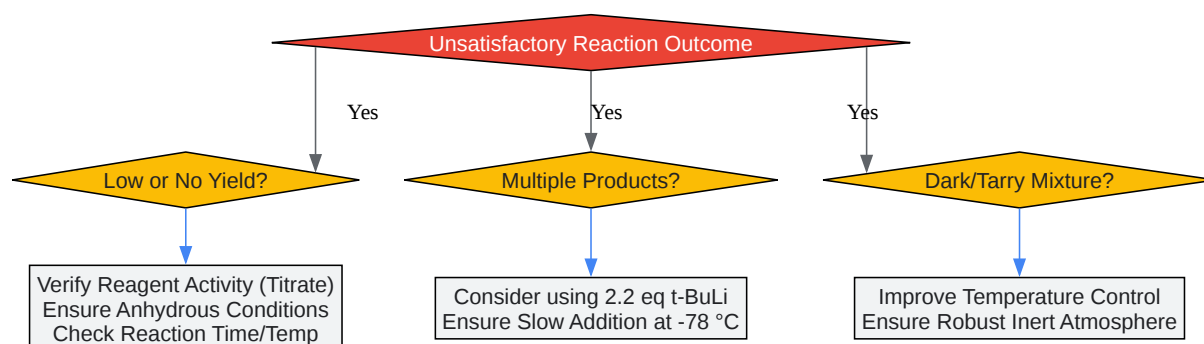 Unsatisfactory Reaction Outcome
Yes
Yes
Yes
Low or No Yield?
Multiple Products?
Dark/Tarry Mixture?
Verify Reagent Activity (Titrate)
Ensure Anhydrous Conditions
Check Reaction Time/Temp
Consider using 2.2 eq t-BuLi
Ensure Slow Addition at -78 °C
Improve Temperature Control
Ensure Robust Inert Atmosphere